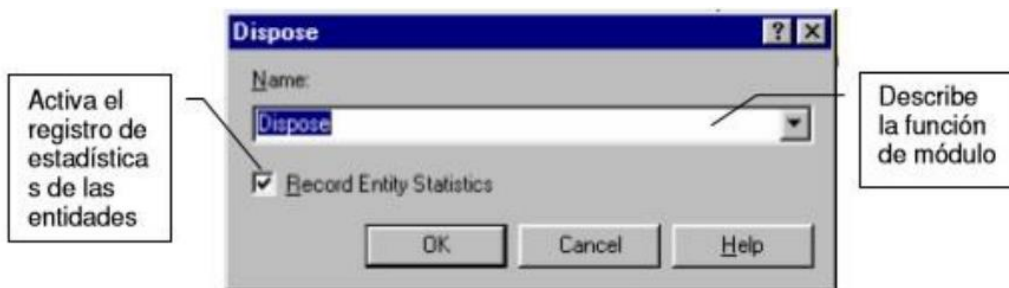 Dispose
Name:
Dispose
Record Entity Statistics
OK Cancel Help
Activa el
registro de
estadística
s de las
entidades
Describe
la función
de módulo